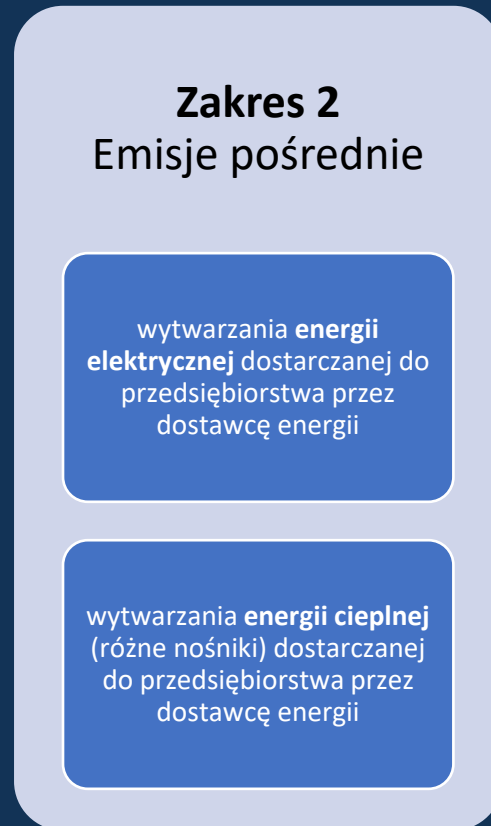 Zakres 2
Emisje pośrednie
wytwarzania energii
elektrycznej dostarczanej do
przedsiębiorstwa przez
dostawcę energii
wytwarzania energii cieplnej
(różne nośniki) dostarczanej
do przedsiębiorstwa przez
dostawcę energii